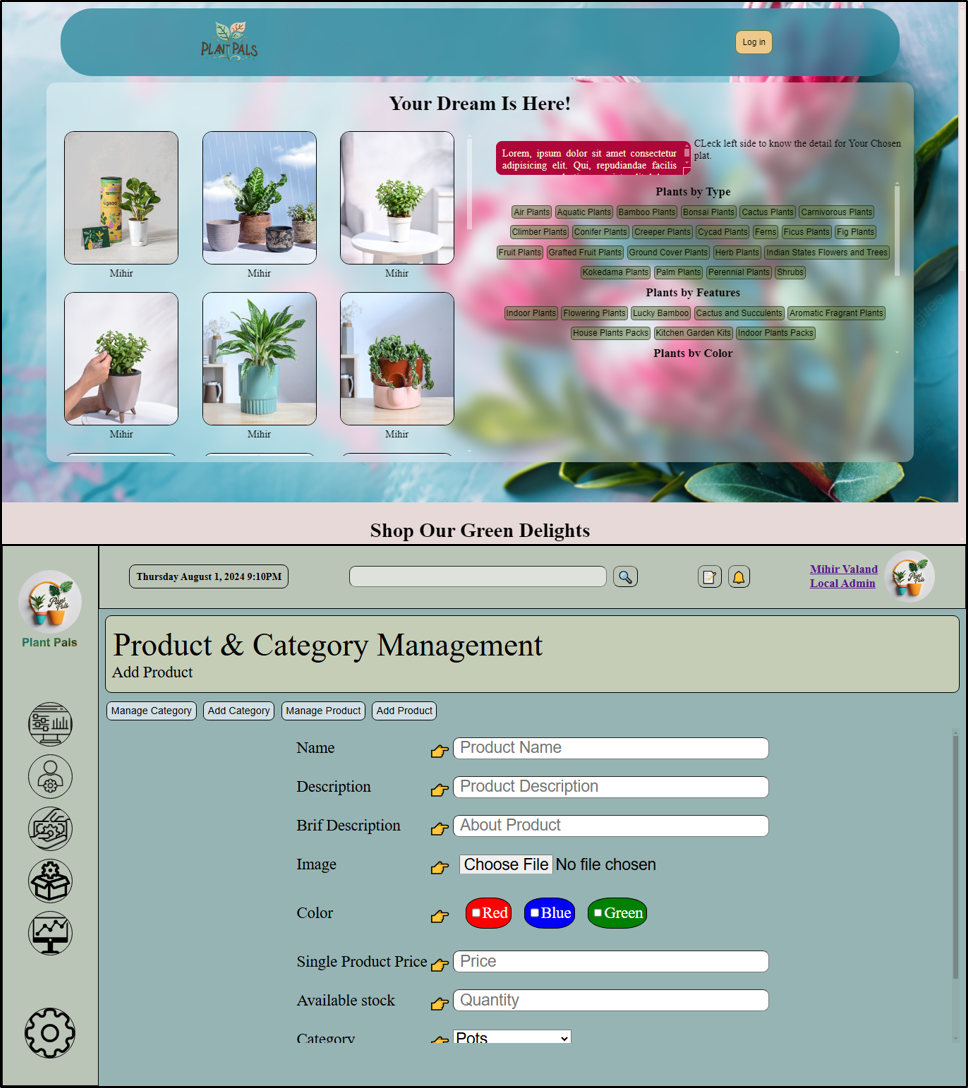 PLANT PALS
Log in
Your Dream Is Here!
Mihir
Mihir
Mihir
Mihir
Mihir
Mihir
Lorem, ipsum dolor sit amet consectetur
adipisicing elit. Qui, repudiandae facilis
CLeck left side to know the detail for Your Chosen
plat.
Plants by Type
Air Plants Aquatic Plants Bamboo Plants Bonsai Plants Cactus Plants Carnivorous Plants
Climber Plants Conifer Plants Creeper Plants Cycad Plants Ferns Ficus Plants Fig Plants
Fruit Plants Grafted Fruit Plants Ground Cover Plants Herb Plants Indian States Flowers and Trees
Kokedama Plants Palm Plants Perennial Plants Shrubs
Plants by Features
Indoor Plants Flowering Plants Lucky Bamboo Cactus and Succulents Aromatic Fragrant Plants
House Plants Packs Kitchen Garden Kits Indoor Plants Packs
Plants by Color
Shop Our Green Delights
Plant Pals
Plant Pals
Thursday August 1, 2024 9:10PM
Mihir Valand
Local Admin
Plant Pals
Product & Category Management
Add Product
Manage Category Add Category Manage Product Add Product
Name Product Name
Description Product Description
Brif Description About Product
Image Choose File No file chosen
Color Red Blue Green
Single Product Price Price
Available stock Quantity
Category Pots